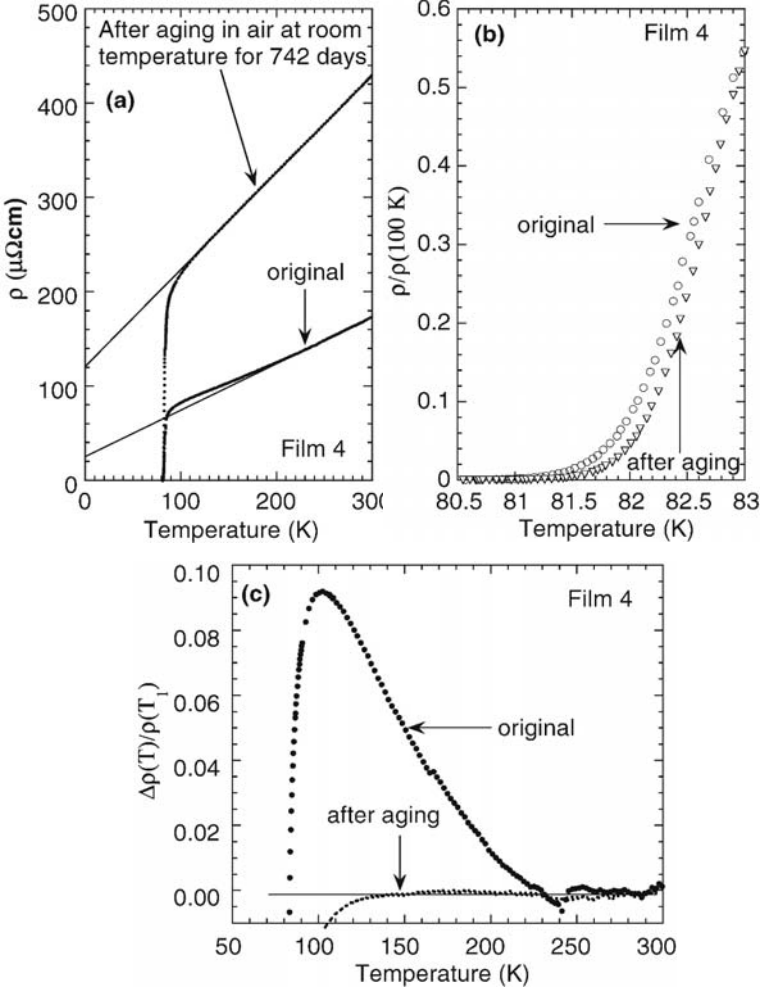 After aging in air at room
temperature for 742 days
(a)
original
Film 4
500
400
300
200
100
0
ρ (μΩcm)
0 100 200 300
Temperature (K)
(b)
Film 4
original
after aging
0.6
0.5
0.4
0.3
0.2
0.1
0
ρ/ρ(100 K)
80.5 81 81.5 82 82.5 83
Temperature (K)
(c)
Film 4
original
after aging
0.10
0.08
0.06
0.04
0.02
0.00
Δρ(T)/ρ(T1)
50 100 150 200 250 300
Temperature (K)